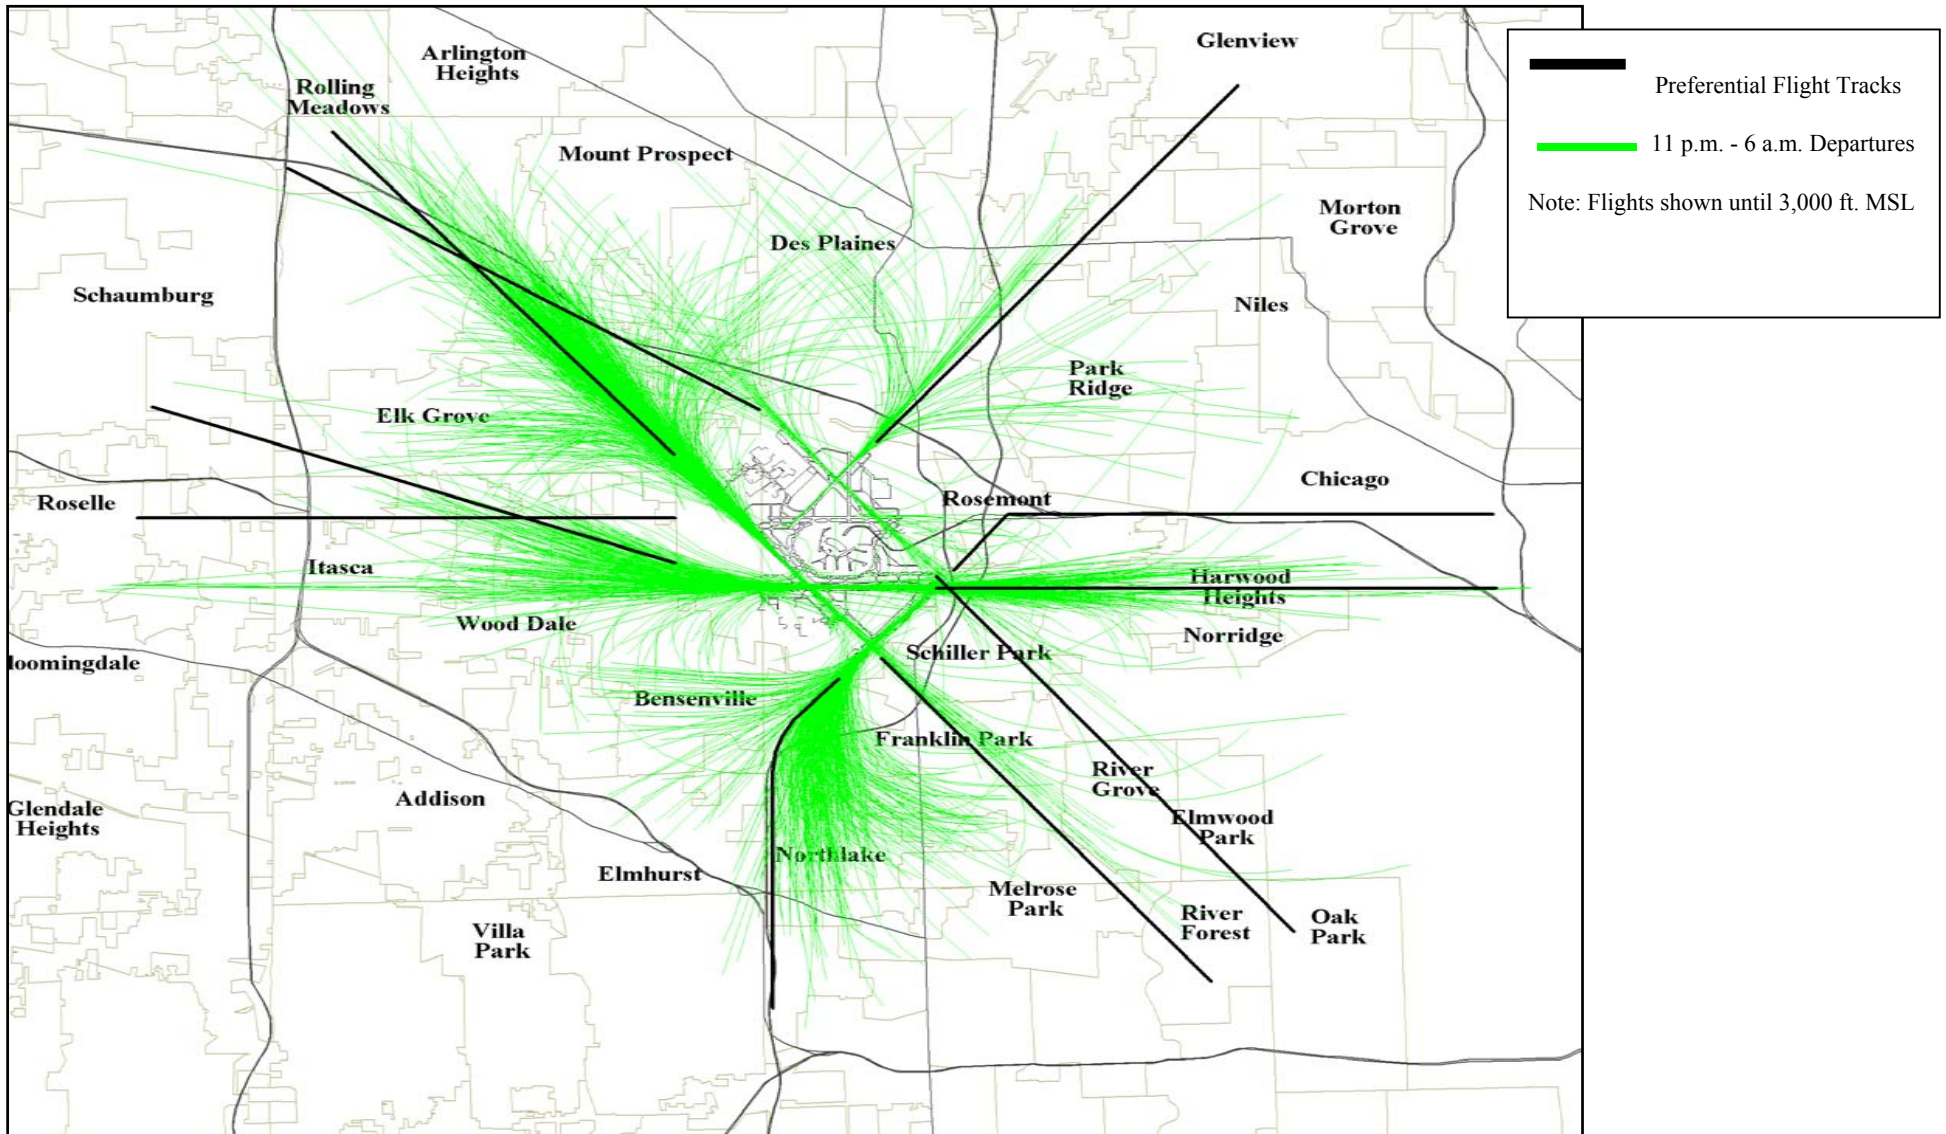 Glenview
Arlington
Heights
Rolling
Meadows
Mount Prospect
Morton
Grove
Des Plaines
Schaumburg
Niles
Park
Ridge
Elk Grove
Chicago
Roselle
Rosemont
Itasca
Harwood
Heights
Wood Dale
Norridge
Schiller Park
loomingdale
Bensenville
Franklin Park
River
Grove
Addison
Glendale
Heights
Elmwood
Park
Northlake
Elmhurst
Melrose
Park
River
Forest
Oak
Park
Villa
Park
Preferential Flight Tracks
11 p.m. - 6 a.m. Departures
Note: Flights shown until 3,000 ft. MSL